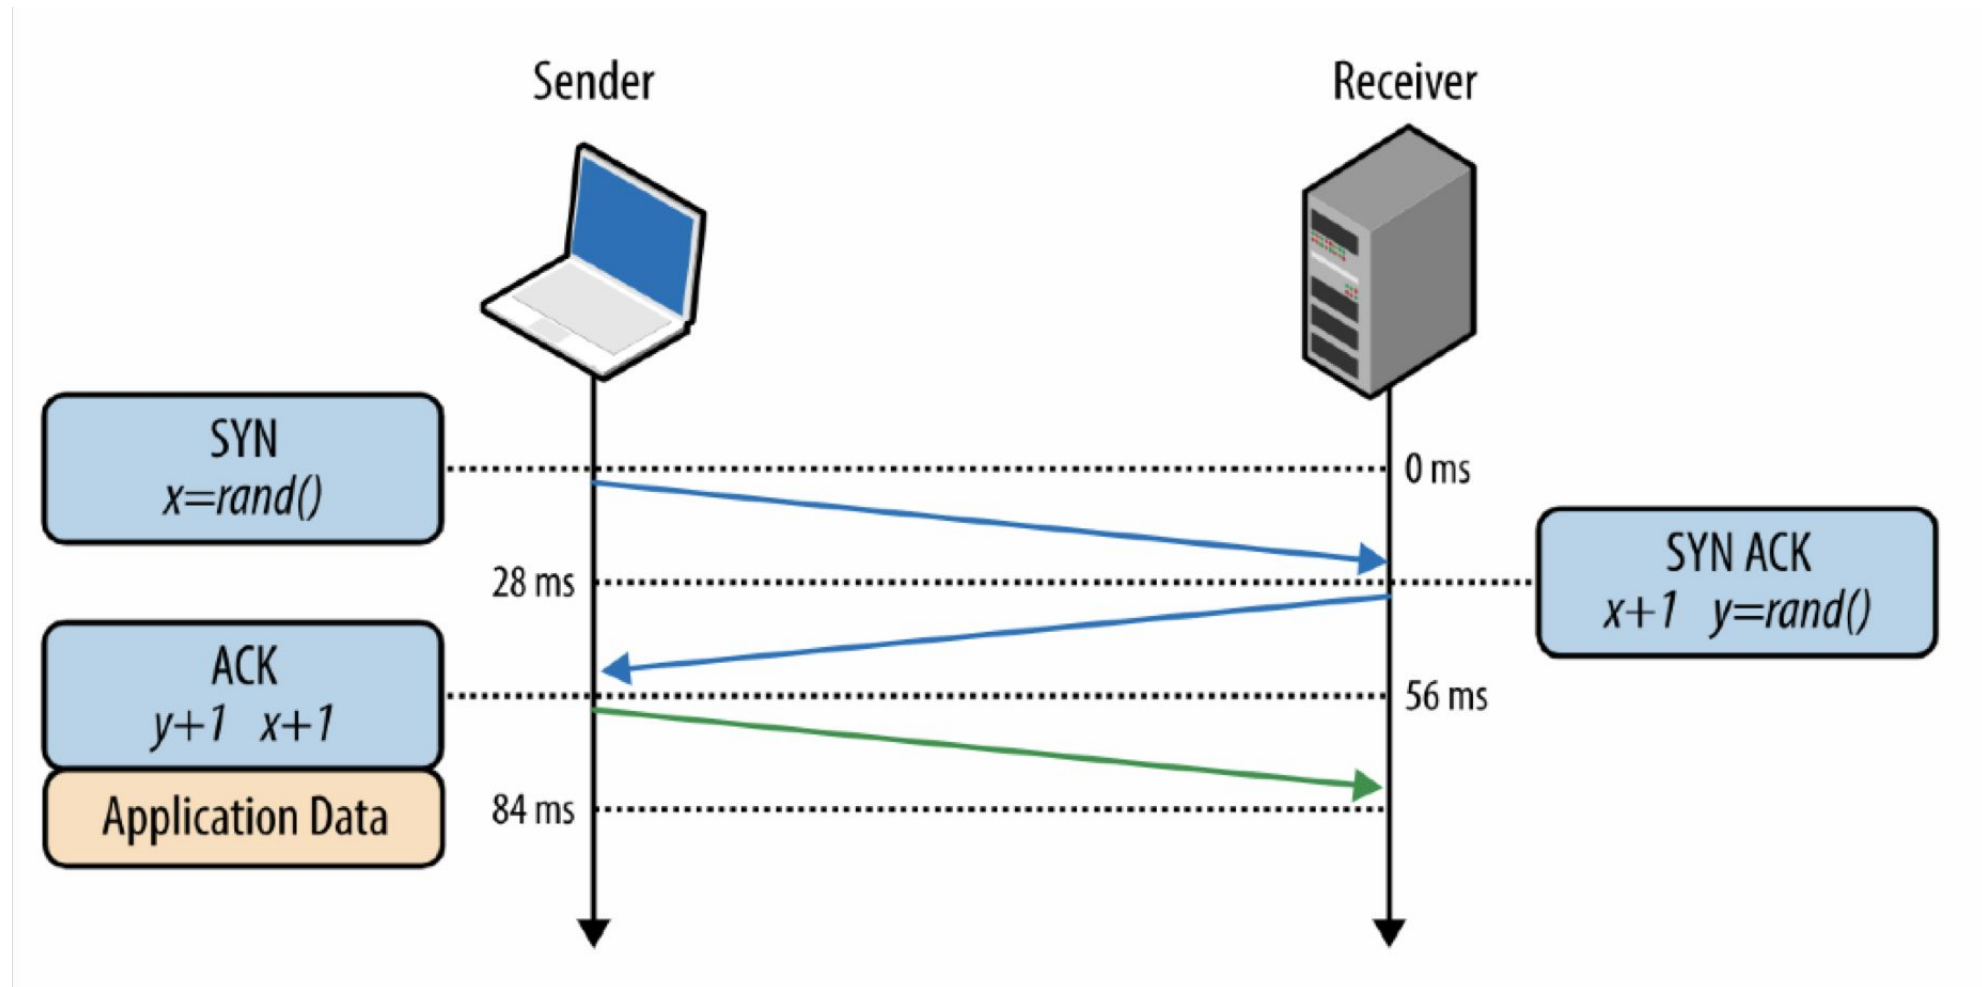 Sender
Receiver
SYN
x=rand()
0 ms
28 ms
SYN ACK
x+1 y=rand()
ACK
y+1 x+1
56 ms
Application Data
84 ms